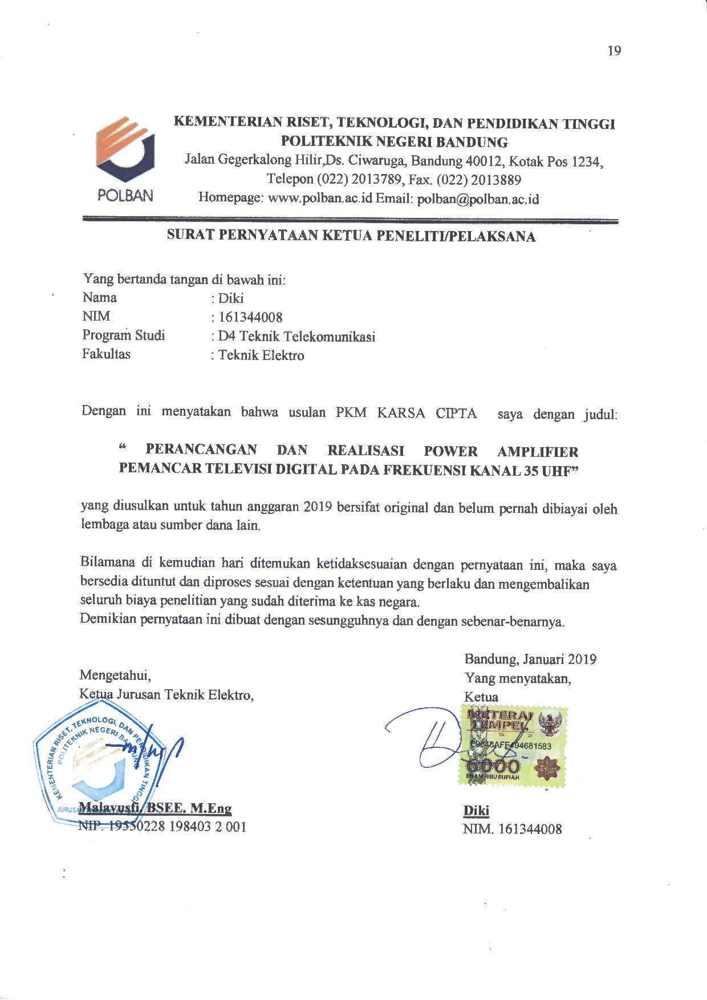 19
KEMENTERIAN RISET, TEKNOLOGI, DAN PENDIDIKAN TINGGI
POLITEKNIK NEGERI BANDUNG
Jalan Gegerkalong Hilir,Ds. Ciwaruga, Bandung 40012, Kotak Pos 1234,
Telepon (022) 2013789, Fax. (022) 2013889
POLBAN
Homepage: www.polban.ac.id Email: polban@polban.ac.id
SURAT PERNYATAAN KETUA PENELITI/PELAKSANA
Yang bertanda tangan di bawah ini:
Nama : Diki
NIM : 161344008
Program Studi : D4 Teknik Telekomunikasi
Fakultas : Teknik Elektro
Dengan ini menyatakan bahwa usulan PKM KARSA CIPTA saya dengan judul:
“ PERANCANGAN DAN REALISASI POWER AMPLIFIER
PEMANCAR TELEVISI DIGITAL PADA FREKUENSI KANAL 35 UHF”
yang diusulkan untuk tahun anggaran 2019 bersifat original dan belum pernah dibiayai oleh
lembaga atau sumber dana lain.
Bilamana di kemudian hari ditemukan ketidaksesuaian dengan pernyataan ini, maka saya
bersedia dituntut dan diproses sesuai dengan ketentuan yang berlaku dan mengembalikan
seluruh biaya penelitian yang sudah diterima ke kas negara.
Demikian pernyataan ini dibuat dengan sesungguhnya dan dengan sebenar-benarnya.
Bandung, Januari 2019
Mengetahui,
Yang menyatakan,
Ketua Jurusan Teknik Elektro,
Ketua
KEMENTERIAN RISET, TEKNOLOGI, DAN PENDIDIKAN TINGGI
POLITEKNIK NEGERI BANDUNG
METERAI
TEMPEL
94681583
6000
ENAM RIBU RUPIAH
Malayusfi, BSEE. M.Eng
NIP. 19550228 198403 2 001
Diki
NIM. 161344008